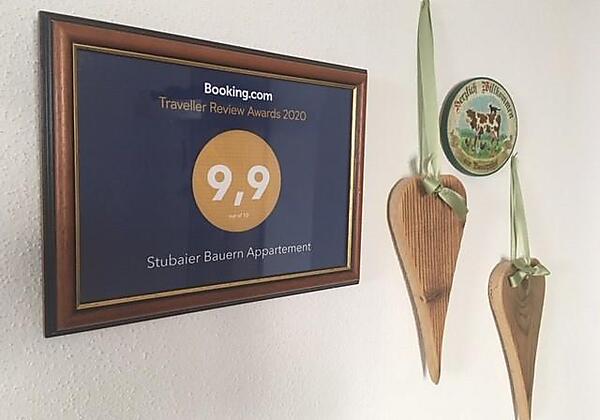 Booking.com
Traveller Review Awards 2020
9,9
out of 10
Stubaier Bauern Appartement
Herzlich Willkommen